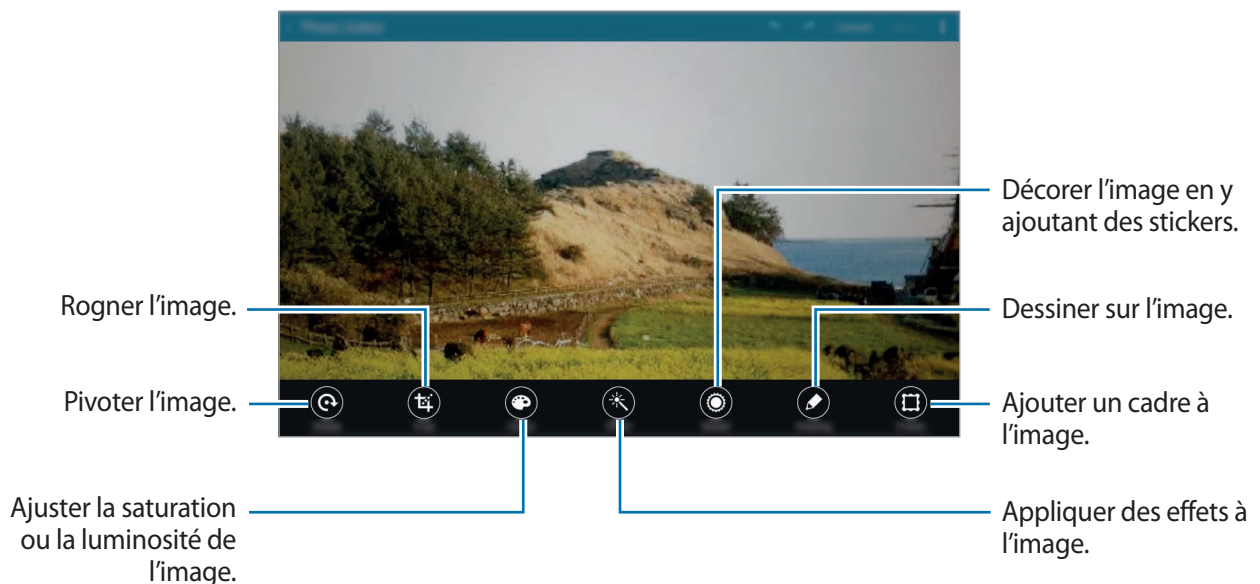 Décorer l'image en y
ajoutant des stickers.
Rogner l'image.
Dessiner sur l'image.
Pivoter l'image.
Ajouter un cadre à
l'image.
Ajuster la saturation
ou la luminosité de
l'image.
Appliquer des effets à
l'image.